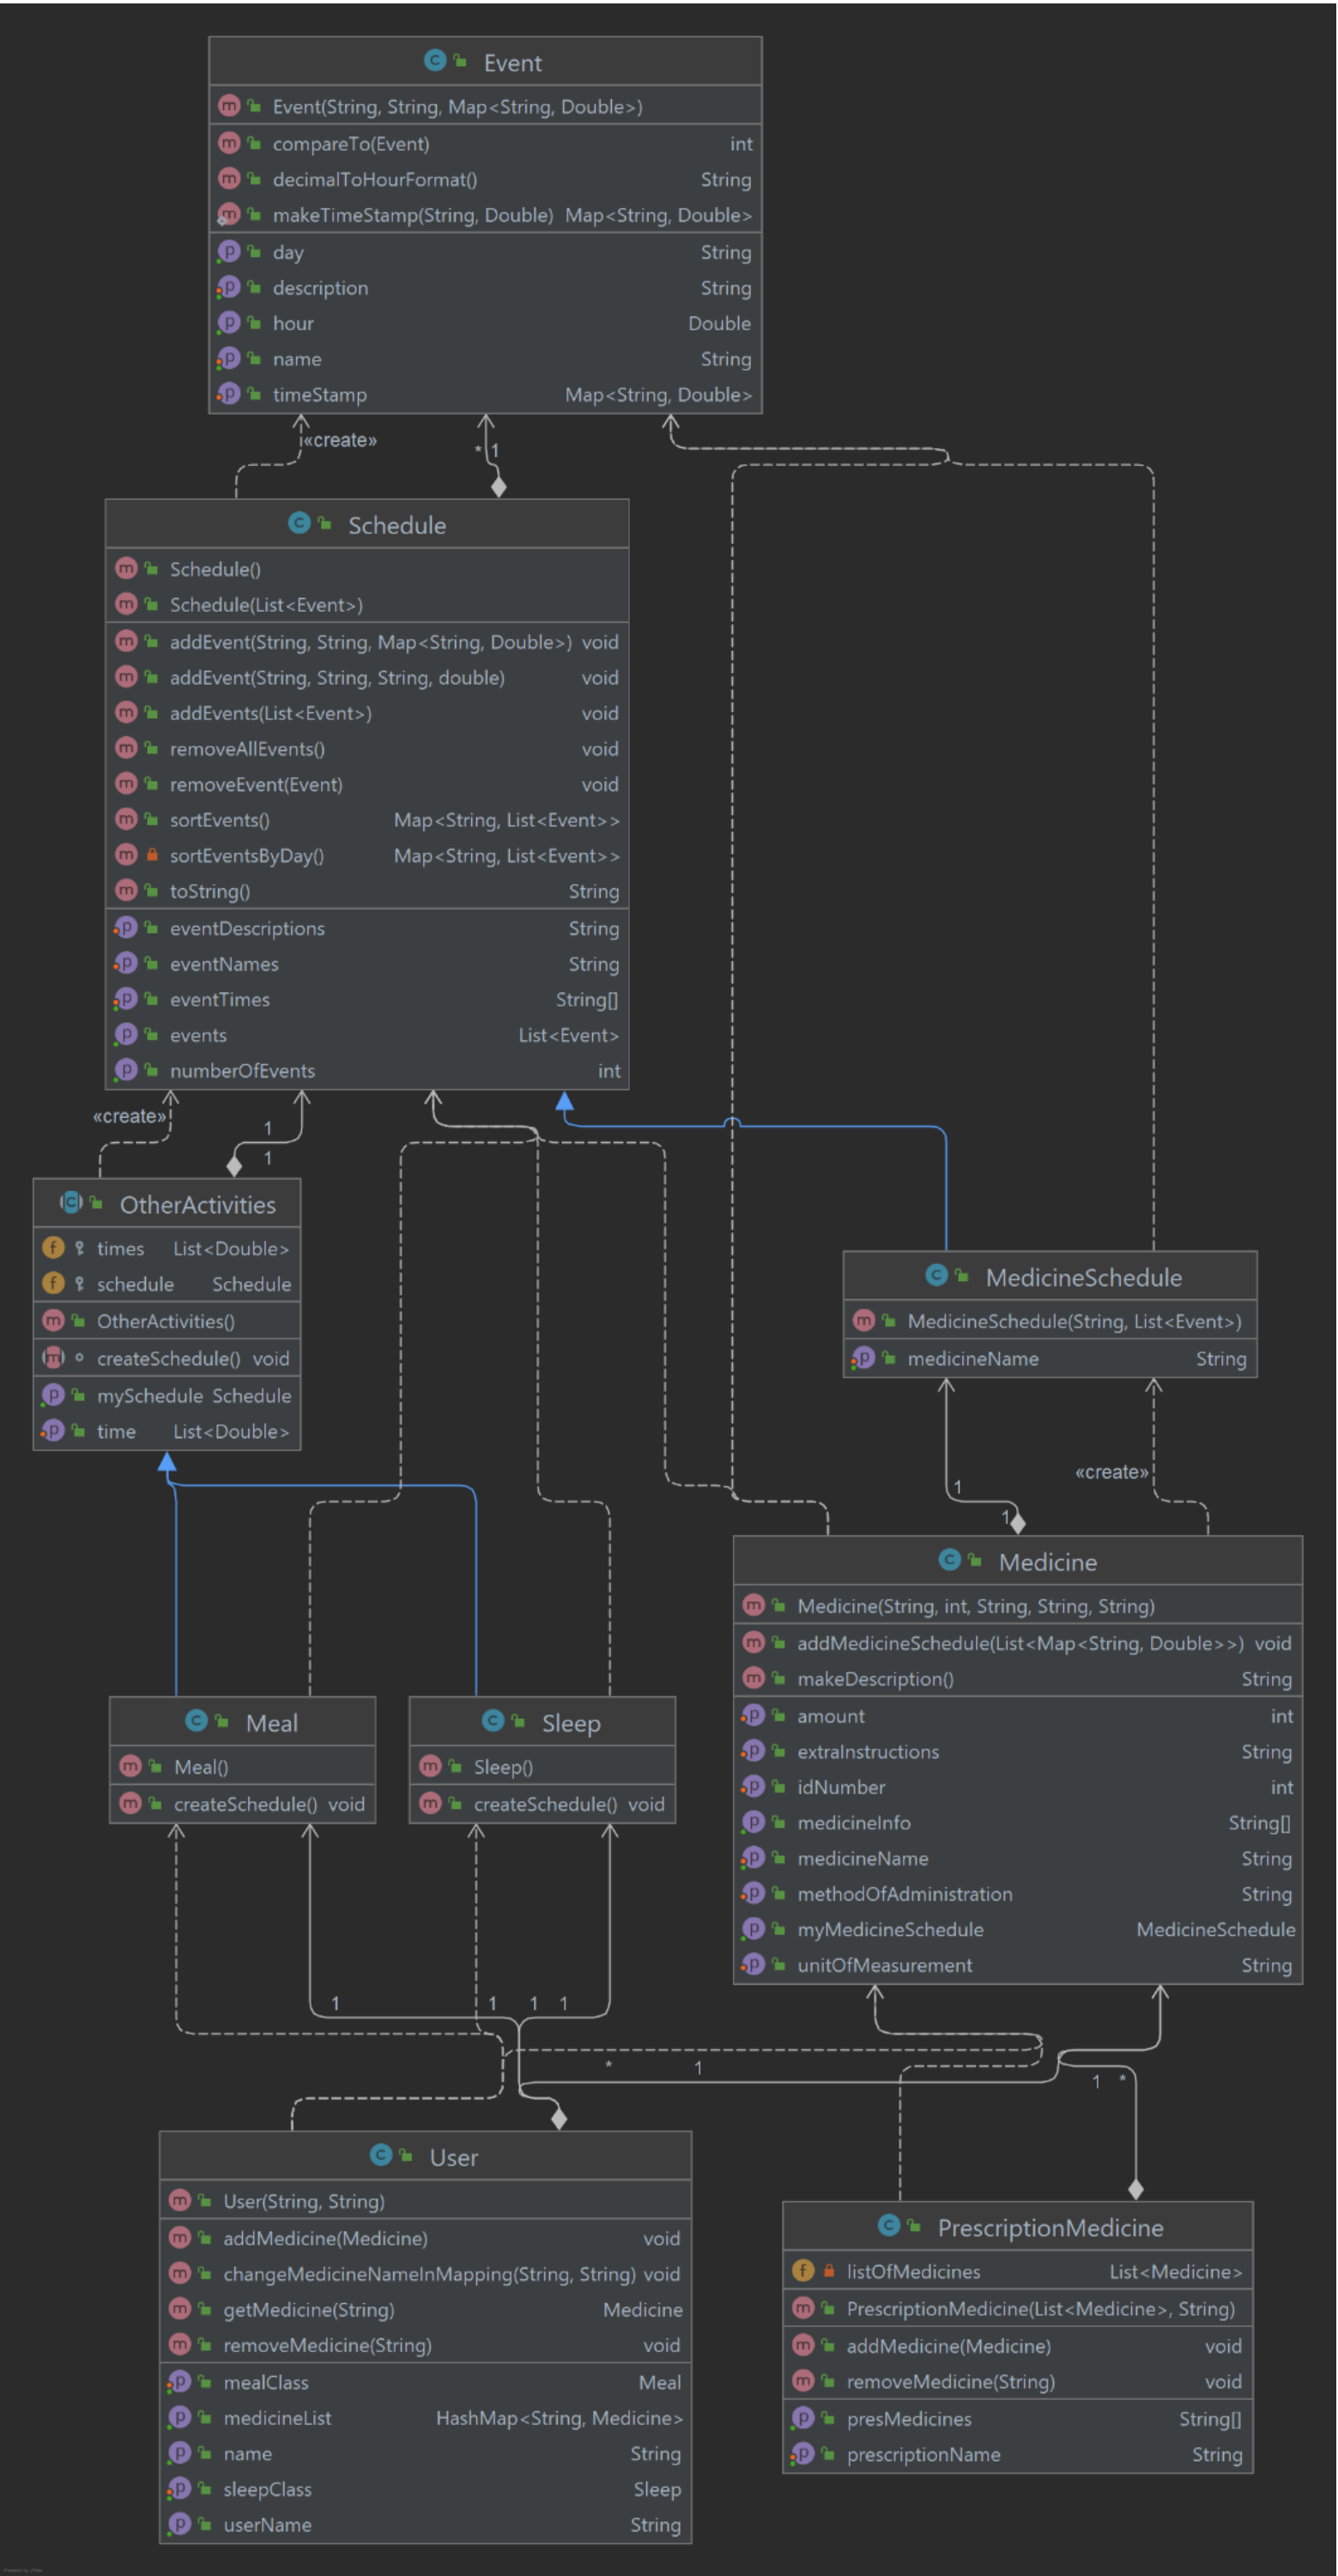 Event
Event(String, String, Map<String, Double>)
compareTo(Event) int
decimalToHourFormat() String
makeTimeStamp(String, Double) Map<String, Double>
day String
description String
hour Double
name String
timeStamp Map<String, Double>
«create»
* 1
Schedule
Schedule()
Schedule(List<Event>)
addEvent(String, String, Map<String, Double>) void
addEvent(String, String, String, double) void
addEvents(List<Event>) void
removeAllEvents() void
removeEvent(Event) void
sortEvents() Map<String, List<Event>>
sortEventsByDay() Map<String, List<Event>>
toString() String
eventDescriptions String
eventNames String
eventTimes String[]
events List<Event>
numberOfEvents int
«create»
1
1
OtherActivities
times List<Double>
schedule Schedule
OtherActivities()
createSchedule() void
mySchedule Schedule
time List<Double>
MedicineSchedule
MedicineSchedule(String, List<Event>)
medicineName String
«create»
1
1
Medicine
Medicine(String, int, String, String, String)
addMedicineSchedule(List<Map<String, Double>>) void
makeDescription() String
amount int
extraInstructions String
idNumber int
medicineInfo String[]
medicineName String
methodOfAdministration String
myMedicineSchedule MedicineSchedule
unitOfMeasurement String
Meal
Meal()
createSchedule() void
Sleep
Sleep()
createSchedule() void
1 1 1 1
* 1
1 *
User
User(String, String)
addMedicine(Medicine) void
changeMedicineNameInMapping(String, String) void
getMedicine(String) Medicine
removeMedicine(String) void
mealClass Meal
medicineList HashMap<String, Medicine>
name String
sleepClass Sleep
userName String
PrescriptionMedicine
listOfMedicines List<Medicine>
PrescriptionMedicine(List<Medicine>, String)
addMedicine(Medicine) void
removeMedicine(String) void
presMedicines String[]
prescriptionName String